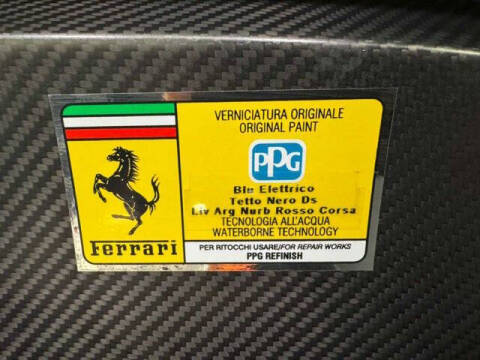 VERNICIATURA ORIGINALE
ORIGINAL PAINT
PPG
Ble Elettrico
Tetto Nero Ds
Liv Arg Nurb Rosso Corsa
TECNOLOGIA ALL'ACQUA
WATERBORNE TECHNOLOGY
Ferrari
PER RITOCCHI USARE/FOR REPAIR WORKS
PPG REFINISH